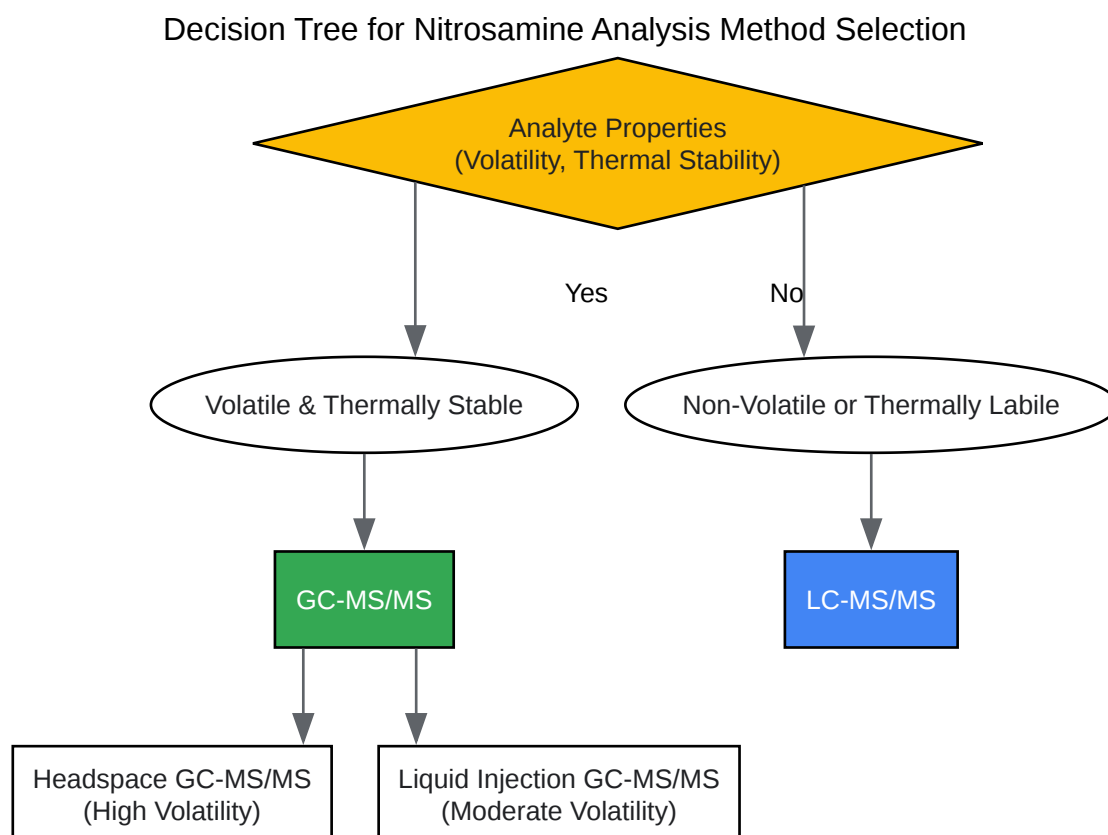 Decision Tree for Nitrosamine Analysis Method Selection
Analyte Properties
(Volatility, Thermal Stability)
Yes
No
Volatile & Thermally Stable
Non-Volatile or Thermally Labile
GC-MS/MS
LC-MS/MS
Headspace GC-MS/MS
(High Volatility)
Liquid Injection GC-MS/MS
(Moderate Volatility)